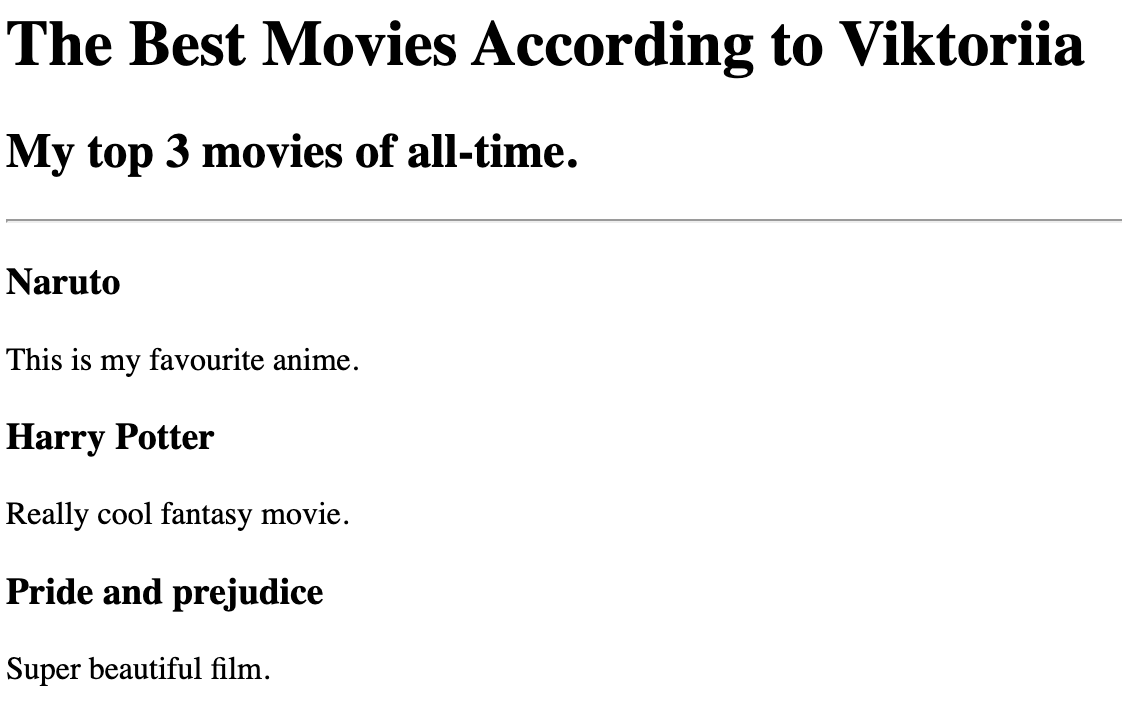 The Best Movies According to Viktoriia
My top 3 movies of all-time.
Naruto
This is my favourite anime.
Harry Potter
Really cool fantasy movie.
Pride and prejudice
Super beautiful film.